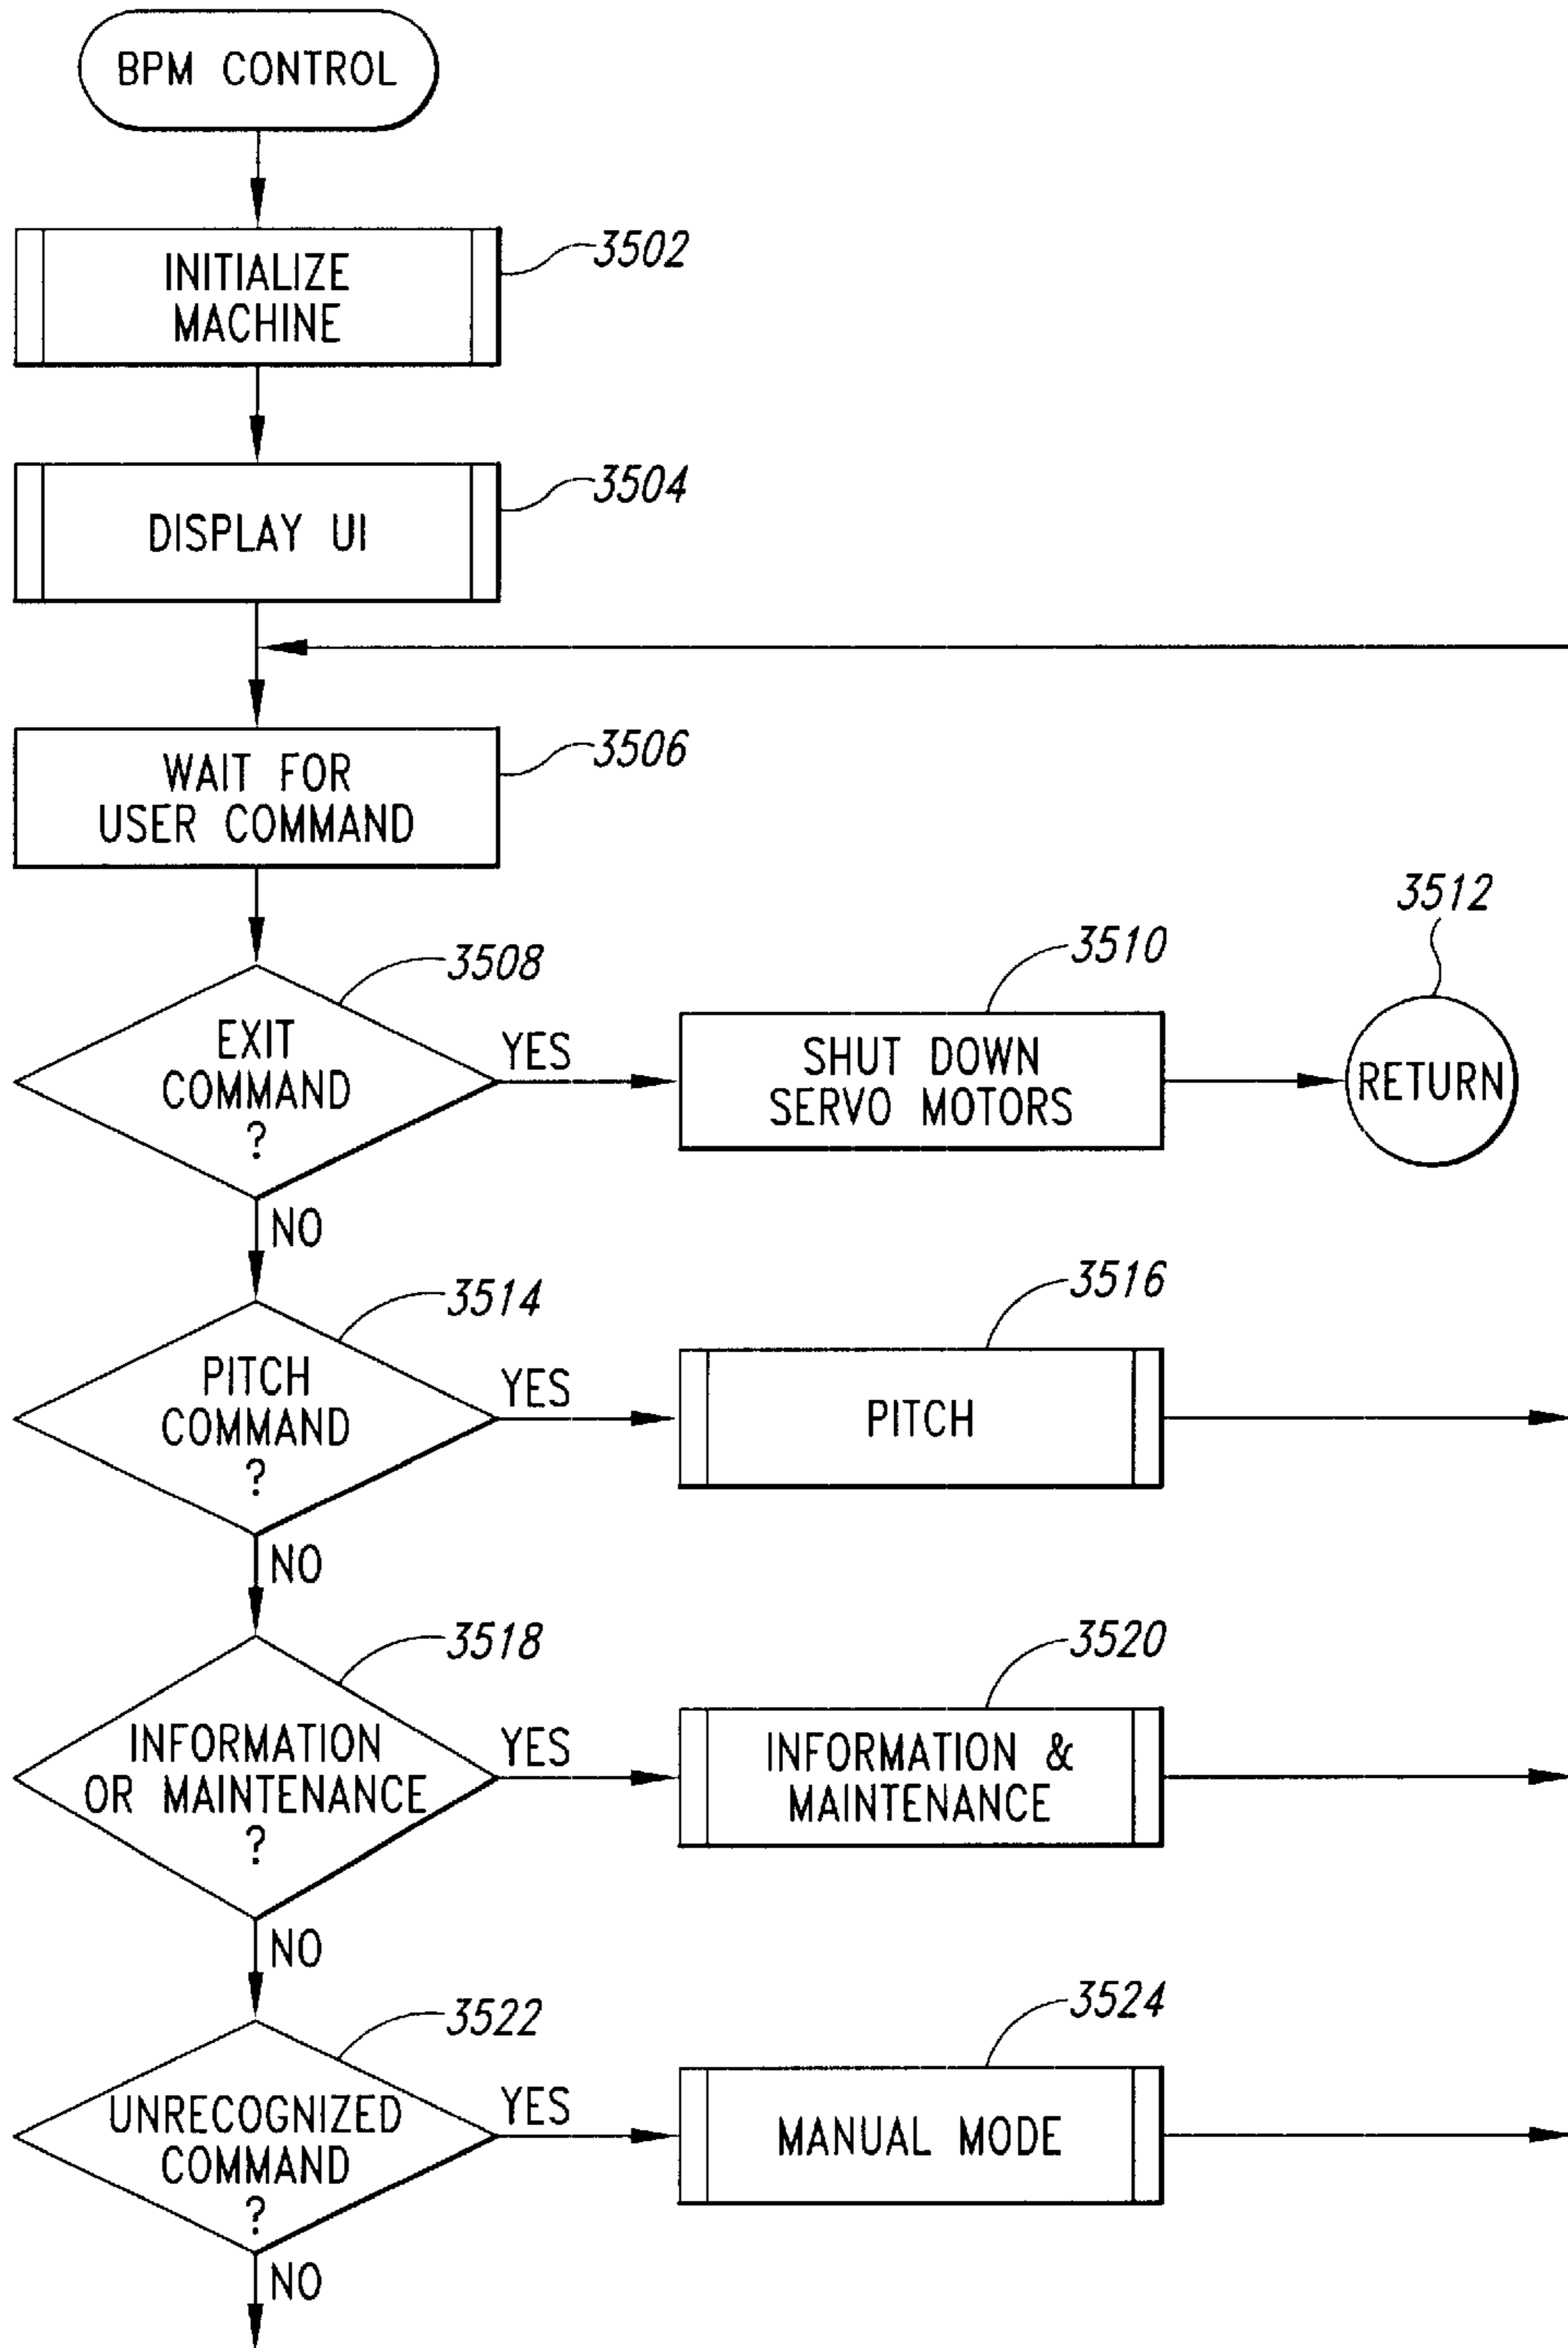 BPM CONTROL
INITIALIZE
MACHINE
3502
DISPLAY UI
3504
WAIT FOR
USER COMMAND
3506
EXIT
COMMAND
?
3508
YES
SHUT DOWN
SERVO MOTORS
3510
RETURN
3512
NO
PITCH
COMMAND
?
3514
YES
PITCH
3516
NO
INFORMATION
OR MAINTENANCE
?
3518
YES
INFORMATION &
MAINTENANCE
3520
NO
UNRECOGNIZED
COMMAND
?
3522
YES
MANUAL MODE
3524
NO